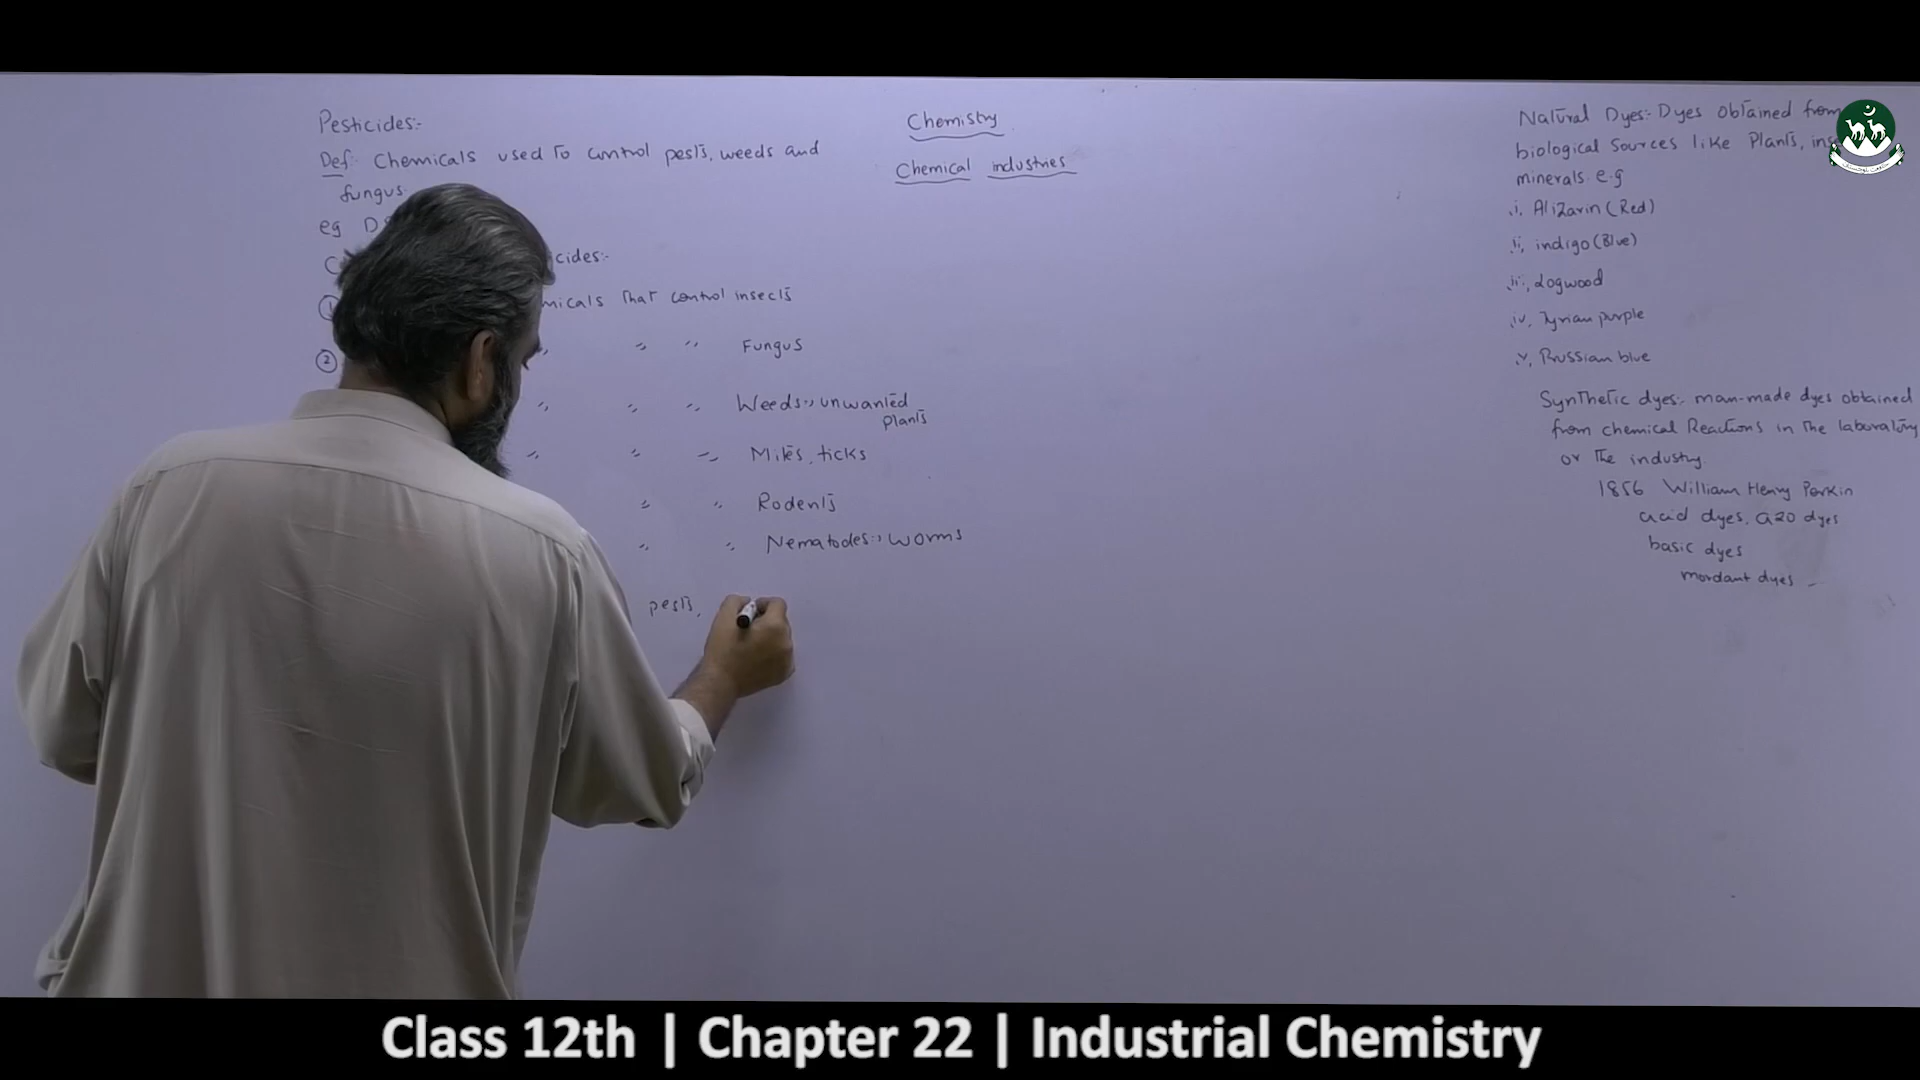 Pesticides:-
Def: Chemicals used to control pests, weeds and
fungus.
eg D
C cides:-
① micals that control insects
② " " " Fungus
" " " Weeds:, unwanted
plants
" " " Mites, ticks
" " Rodents
" " Nematodes:, worms
pests,
Chemistry
Chemical industries
Natural Dyes:- Dyes obtained from
biological sources like Plants, ins
minerals. e.g
i, Alizarin (Red)
ii, indigo (Blue)
iii, Logwood
iv, Tyrian purple
v, Prussian blue
Synthetic dyes:- man-made dyes obtained
from chemical Reactions in the laboratory
or the industry.
1856 William Henry Perkin
acid dyes, azo dyes
basic dyes
mordant dyes -
Class 12th | Chapter 22 | Industrial Chemistry